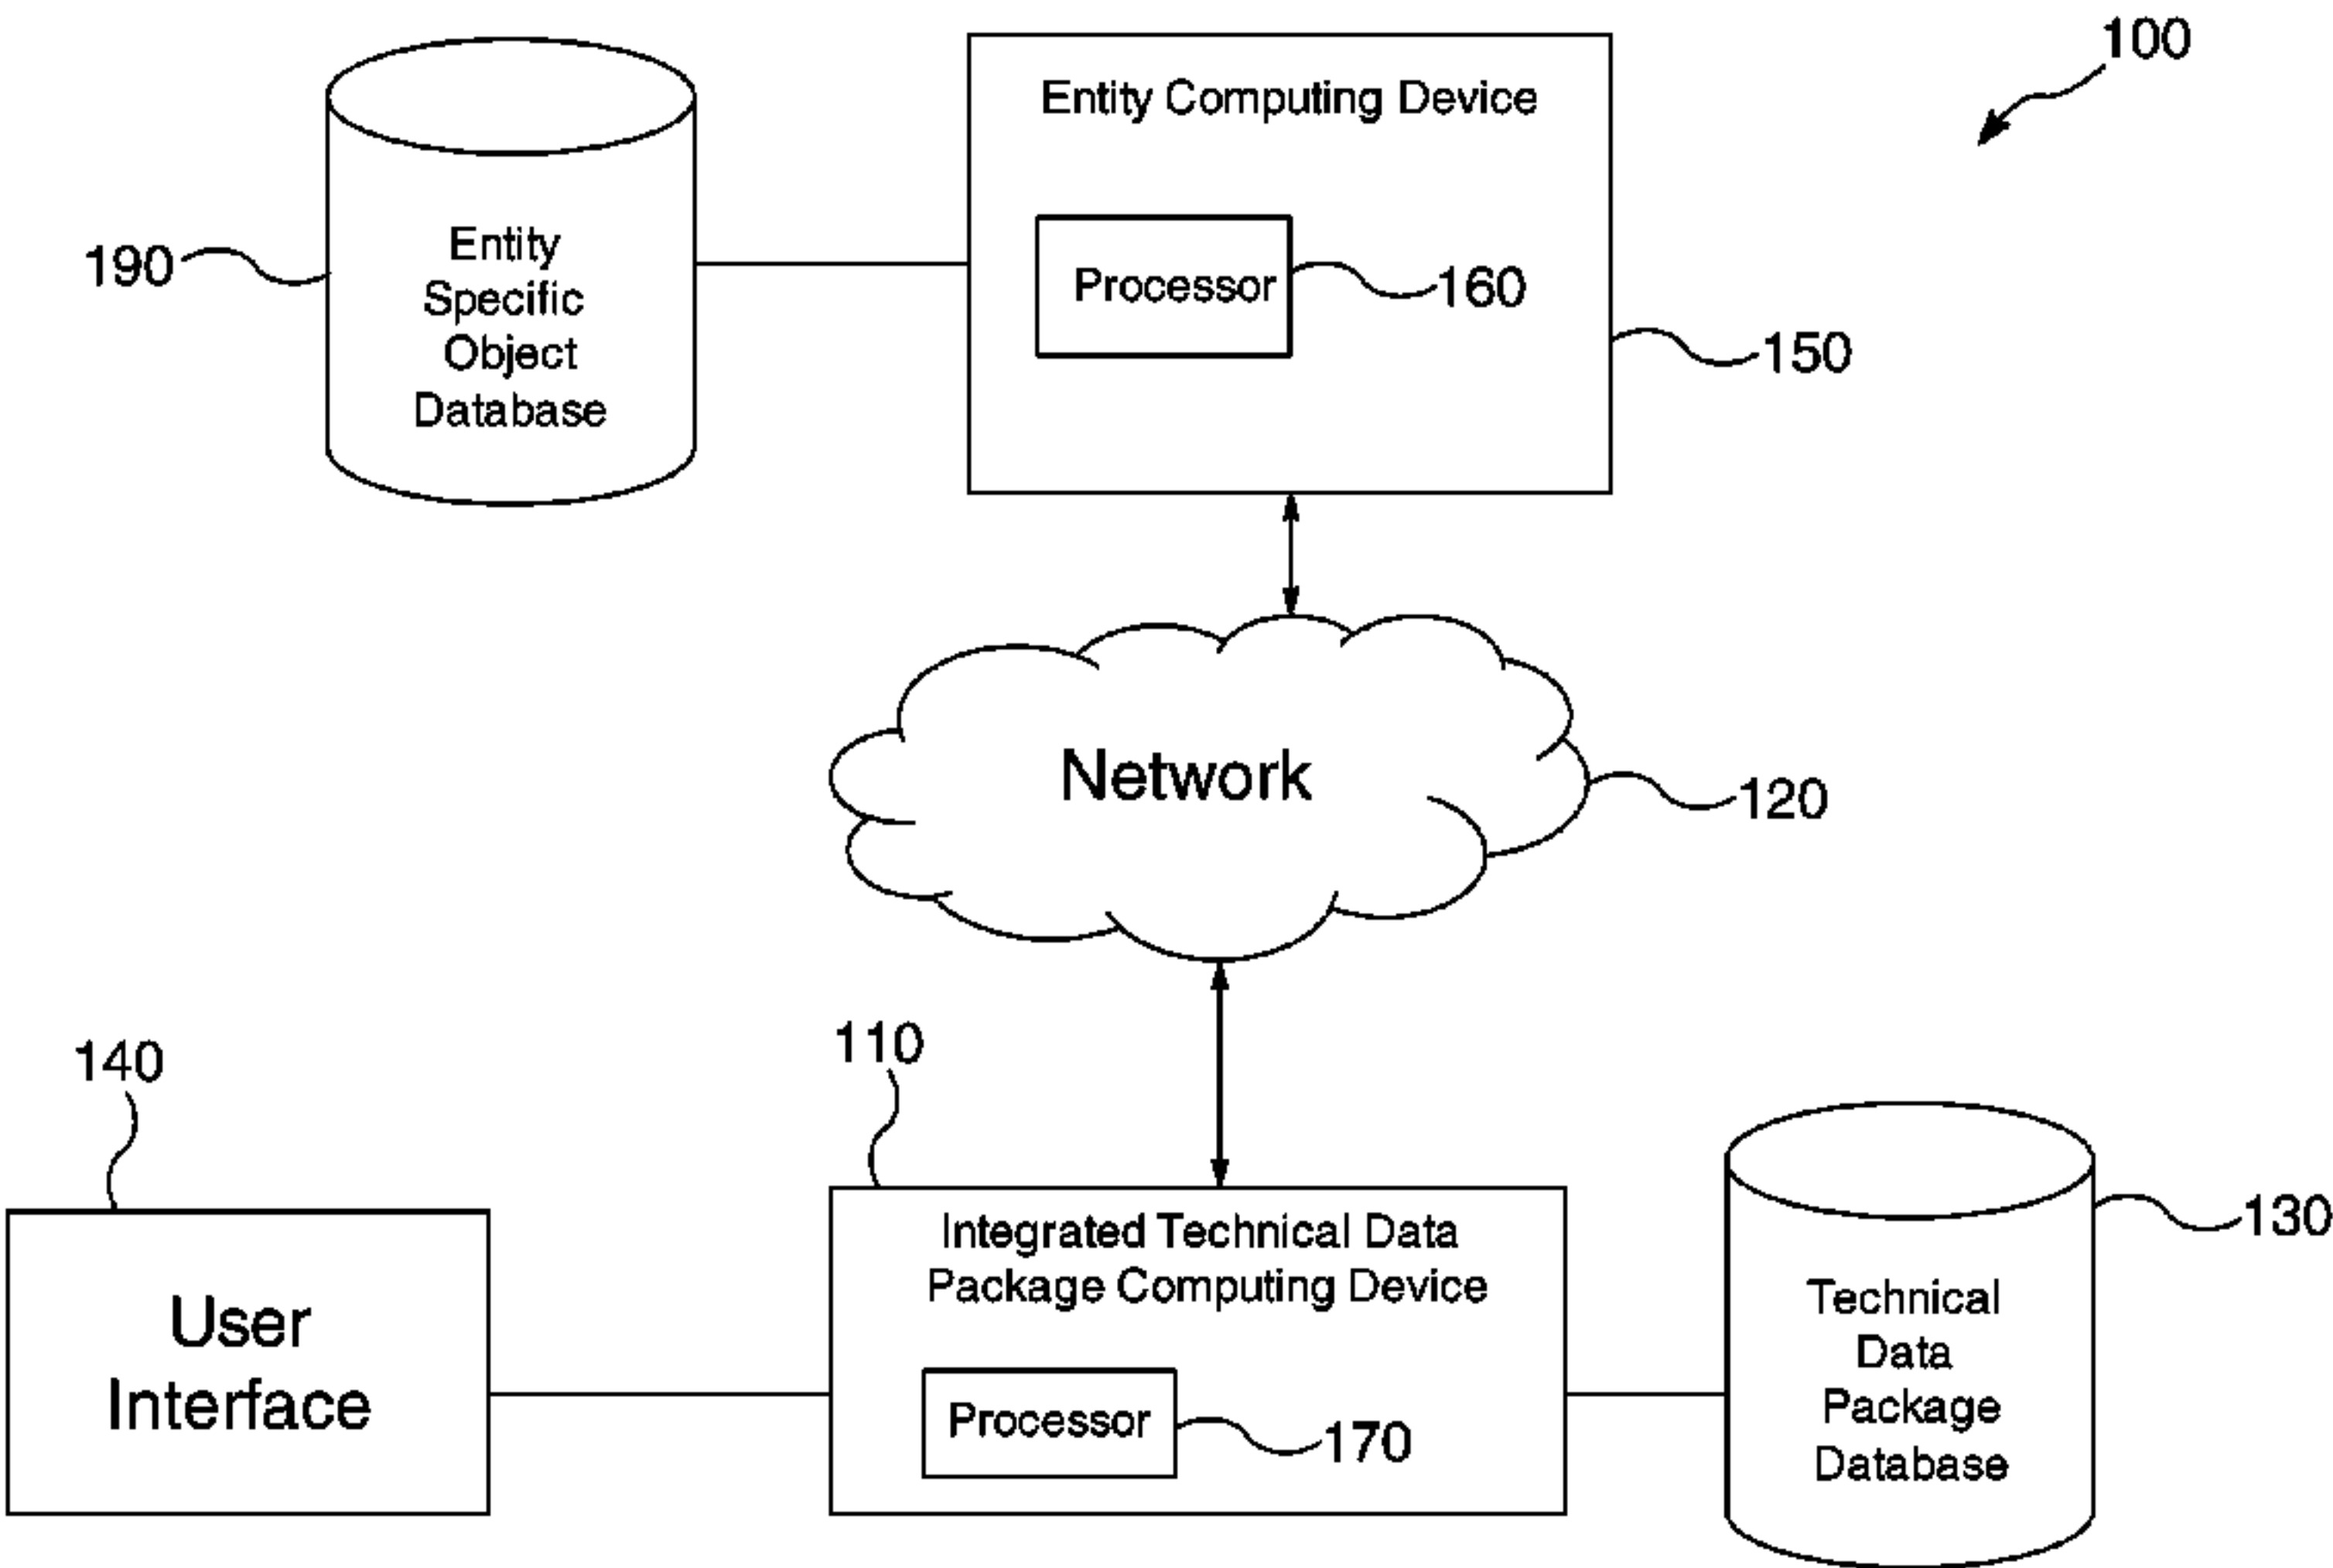 100
Entity Computing Device
190
Entity
Specific
Object
Database
Processor
160
150
Network
120
140
110
130
User
Interface
Integrated Technical Data
Package Computing Device
Processor
170
Technical
Data
Package
Database